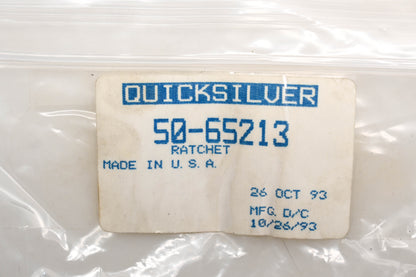 QUICKSILVER
50-65213
RATCHET
MADE IN U.S.A.
26 OCT 93
MFG. D/C
10/26/93